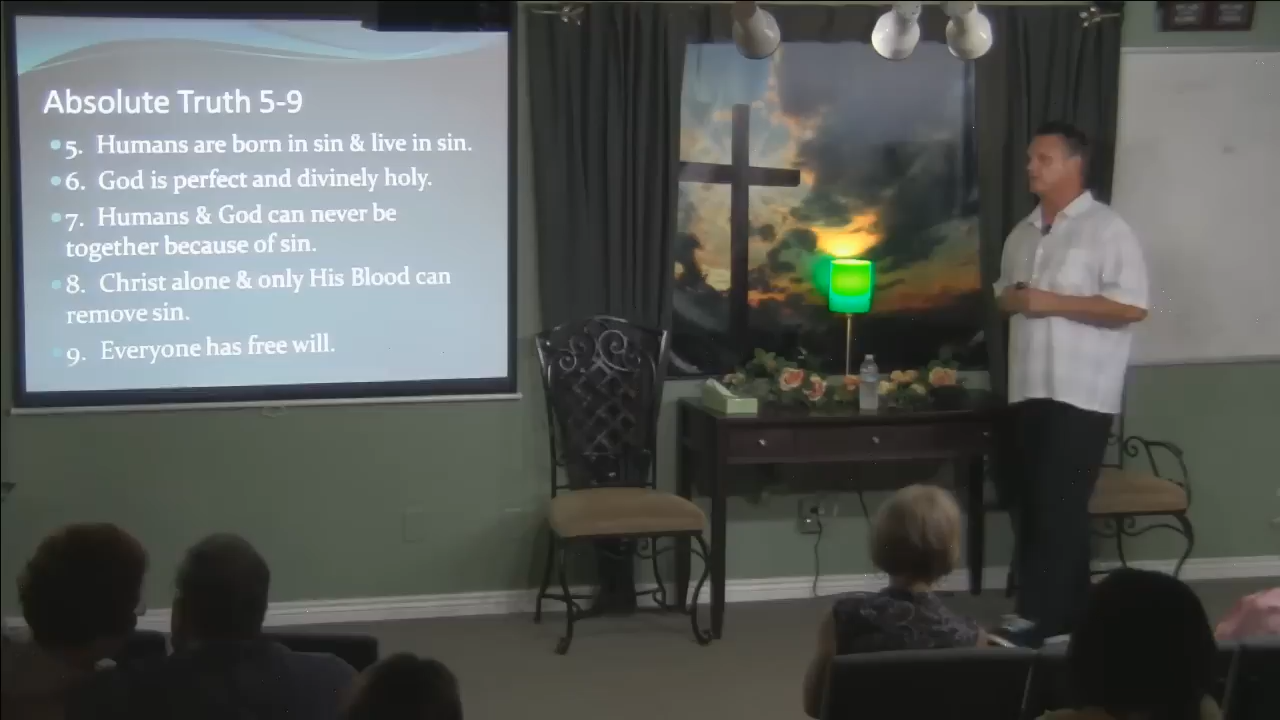 Absolute Truth 5-9
5. Humans are born in sin & live in sin.
6. God is perfect and divinely holy.
7. Humans & God can never be
together because of sin.
8. Christ alone & only His Blood can
remove sin.
9. Everyone has free will.